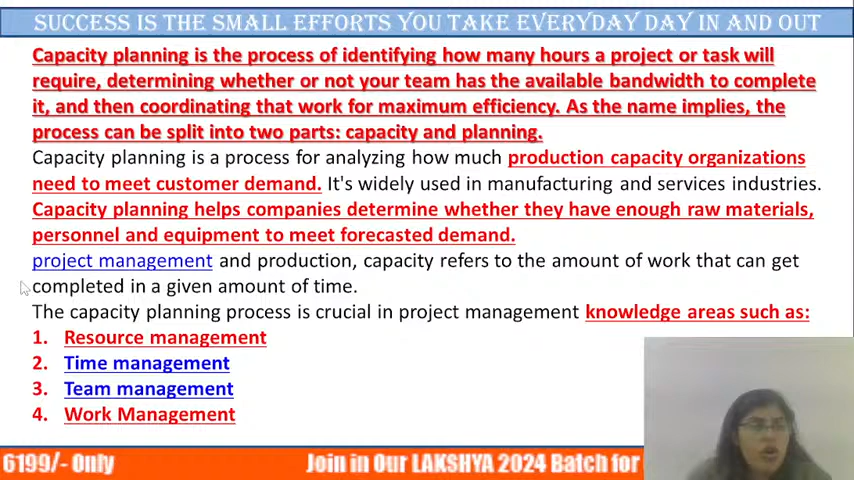 SUCCESS IS THE SMALL EFFORTS YOU TAKE EVERYDAY DAY IN AND OUT
Capacity planning is the process of identifying how many hours a project or task will
require, determining whether or not your team has the available bandwidth to complete
it, and then coordinating that work for maximum efficiency. As the name implies, the
process can be split into two parts: capacity and planning.
Capacity planning is a process for analyzing how much production capacity organizations
need to meet customer demand. It's widely used in manufacturing and services industries.
Capacity planning helps companies determine whether they have enough raw materials,
personnel and equipment to meet forecasted demand.
project management and production, capacity refers to the amount of work that can get
completed in a given amount of time.
The capacity planning process is crucial in project management knowledge areas such as:
1. Resource management
2. Time management
3. Team management
4. Work Management
6199/- Only Join in Our LAKSHYA 2024 Batch for